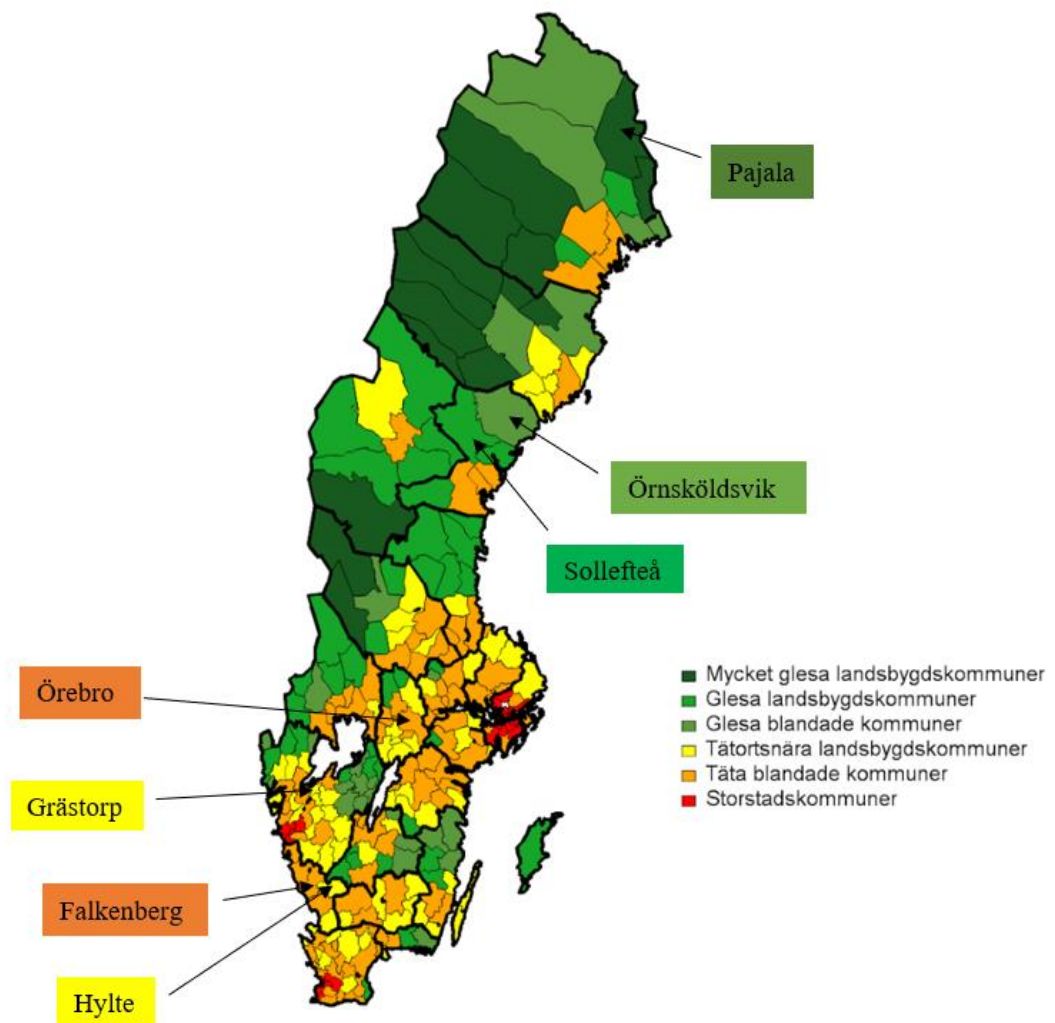 Pajala
Örnsköldsvik
Sollefteå
Örebro
Mycket glesa landsbygdskommuner
Glesa landsbygdskommuner
Glesa blandade kommuner
Tätortsnära landsbygdskommuner
Täta blandade kommuner
Storstadskommuner
Grästorp
Falkenberg
Hylte